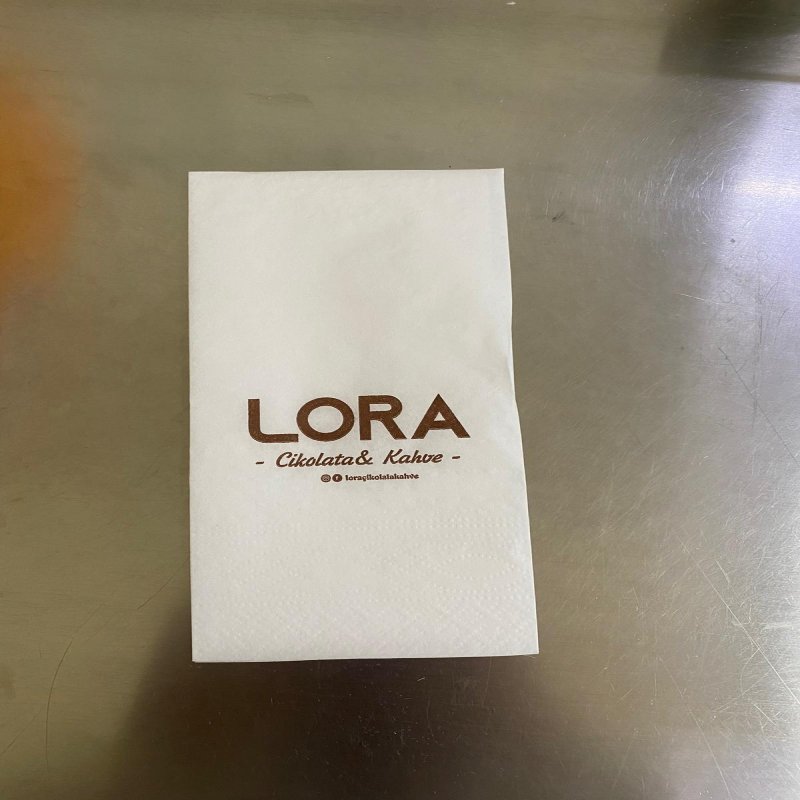 LORA
- Cikolata& Kahve -
loraçikolatakahve